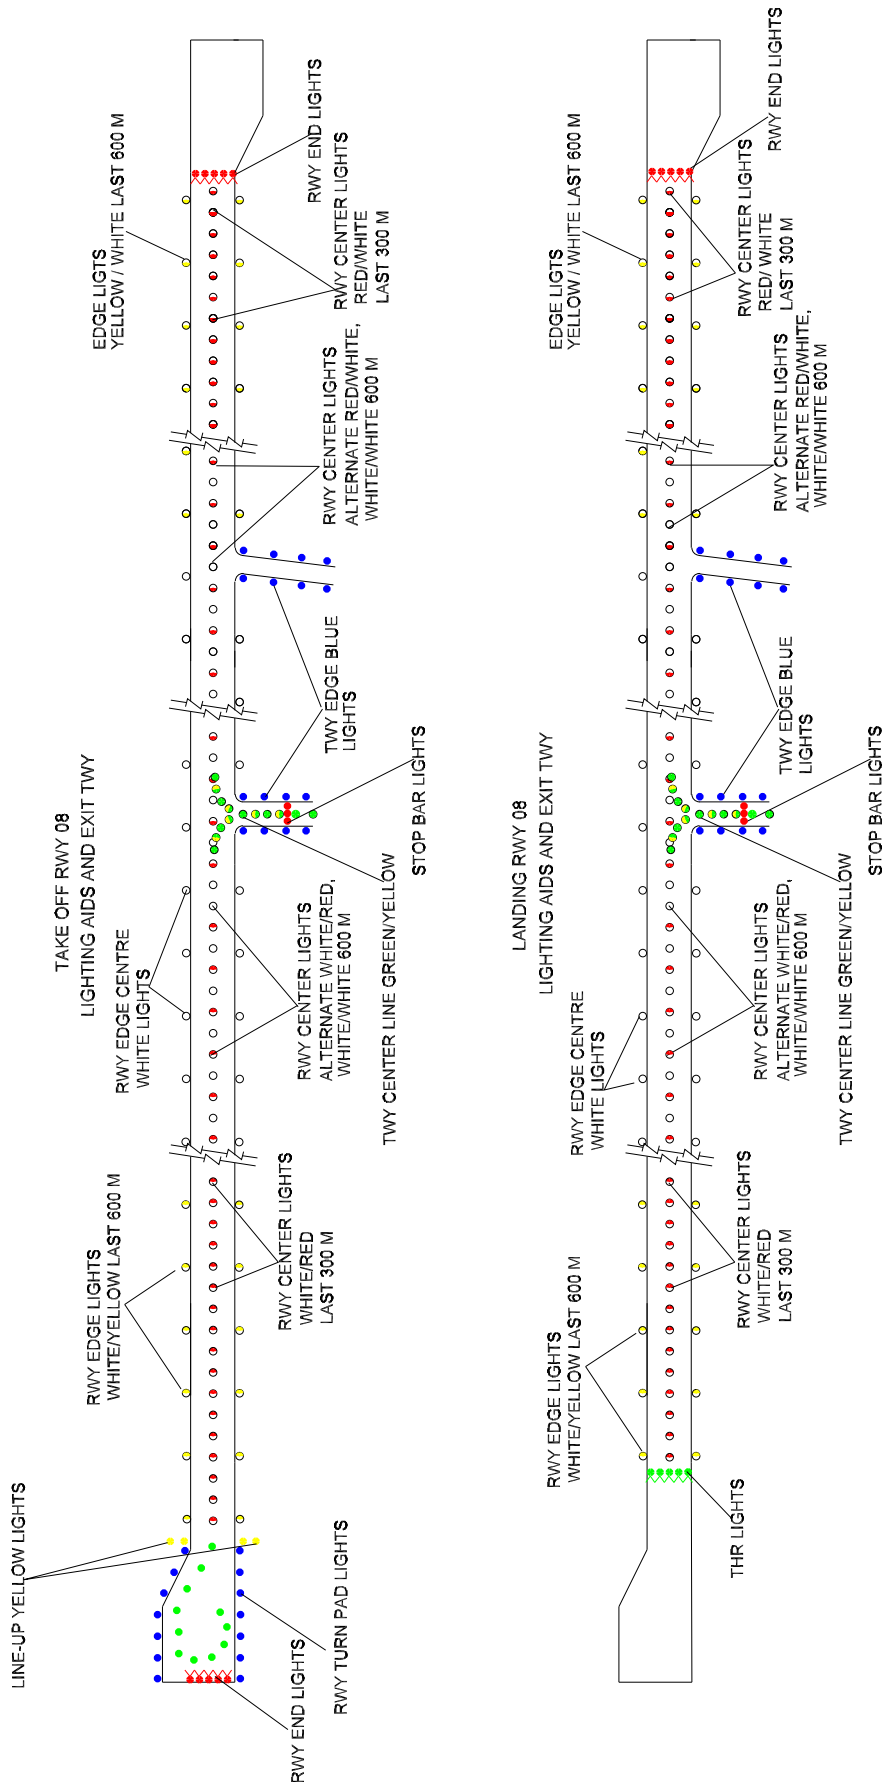 TAKE OFF RWY 08
LIGHTING AIDS AND EXIT TWY
LINE-UP YELLOW LIGHTS
RWY EDGE LIGHTS
WHITE/YELLOW LAST 600 M
RWY EDGE CENTRE
WHITE LIGHTS
EDGE LIGTS
YELLOW / WHITE LAST 600 M
RWY END LIGHTS
RWY TURN PAD LIGHTS
RWY CENTER LIGHTS
WHITE/RED
LAST 300 M
RWY CENTER LIGHTS
ALTERNATE WHITE/RED,
WHITE/WHITE 600 M
TWY CENTER LINE GREEN/YELLOW
STOP BAR LIGHTS
TWY EDGE BLUE
LIGHTS
RWY CENTER LIGHTS
ALTERNATE RED/WHITE,
WHITE/WHITE 600 M
RWY CENTER LIGHTS
RED/WHITE
LAST 300 M
RWY END LIGHTS
LANDING RWY 08
LIGHTING AIDS AND EXIT TWY
RWY EDGE LIGHTS
WHITE/YELLOW LAST 600 M
RWY EDGE CENTRE
WHITE LIGHTS
EDGE LIGTS
YELLOW / WHITE LAST 600 M
THR LIGHTS
RWY CENTER LIGHTS
WHITE/RED
LAST 300 M
RWY CENTER LIGHTS
ALTERNATE WHITE/RED,
WHITE/WHITE 600 M
TWY CENTER LINE GREEN/YELLOW
STOP BAR LIGHTS
TWY EDGE BLUE
LIGHTS
RWY CENTER LIGHTS
ALTERNATE RED/WHITE,
WHITE/WHITE 600 M
RWY CENTER LIGHTS
RED/ WHITE
LAST 300 M
RWY END LIGHTS